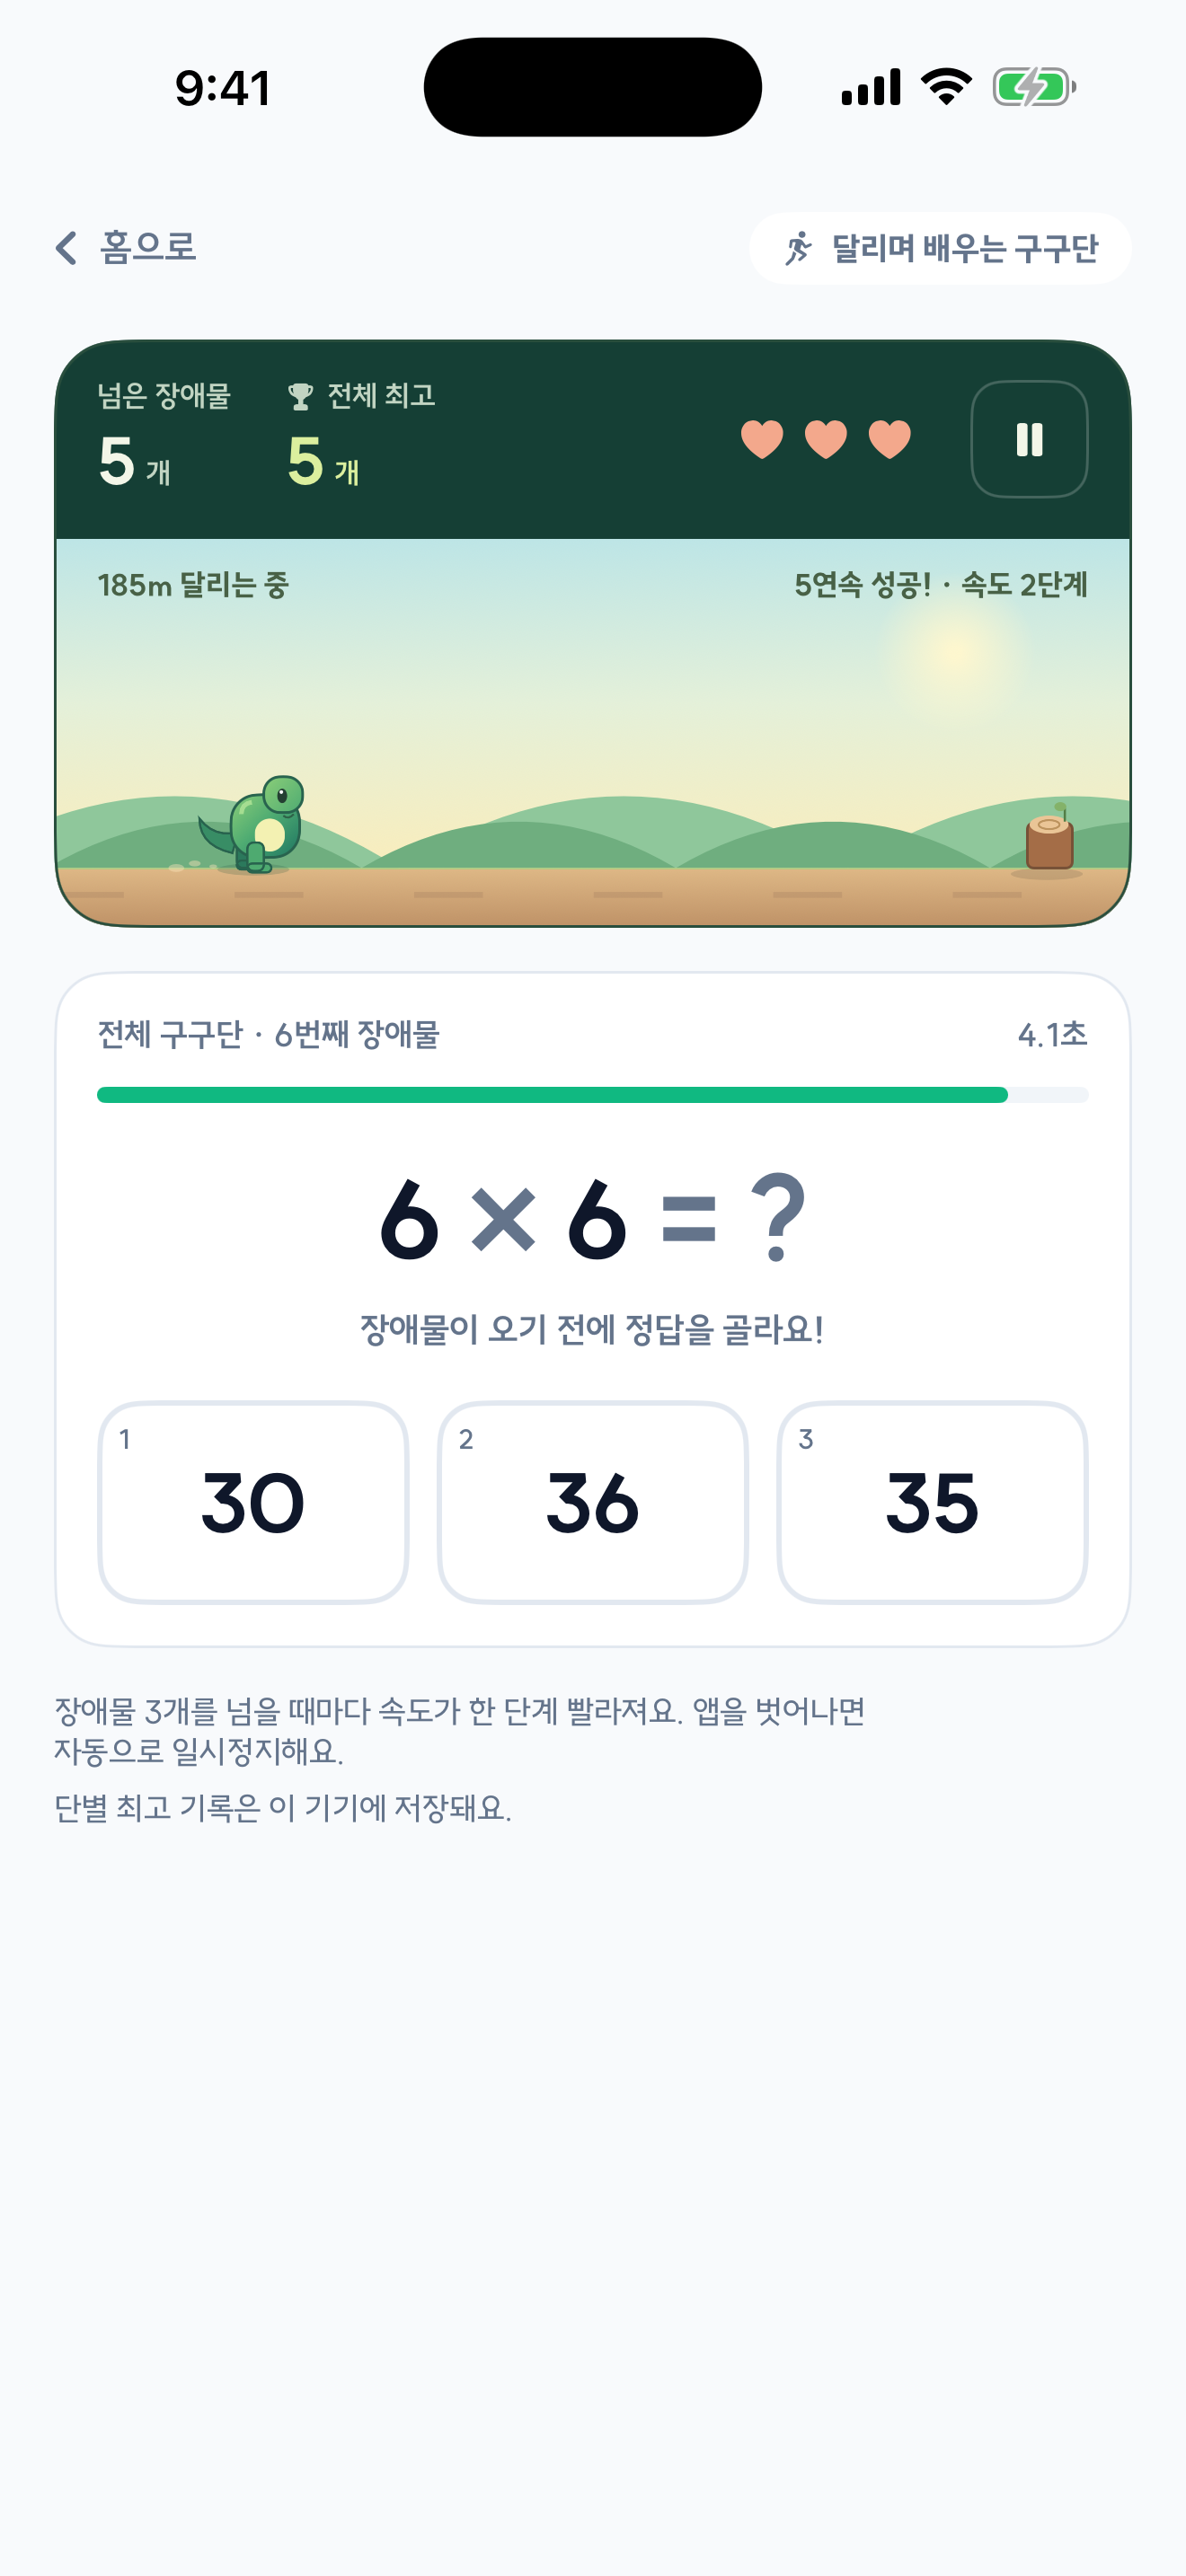 9:41
홈으로
달리며 배우는 구구단
넘은 장애물
전체 최고
5 개
5 개
185m 달리는 중
5연속 성공! · 속도 2단계
전체 구구단 · 6번째 장애물
4.1초
6 × 6 = ?
장애물이 오기 전에 정답을 골라요!
1
30
2
36
3
35
장애물 3개를 넘을 때마다 속도가 한 단계 빨라져요. 앱을 벗어나면
자동으로 일시정지해요.
단별 최고 기록은 이 기기에 저장돼요.